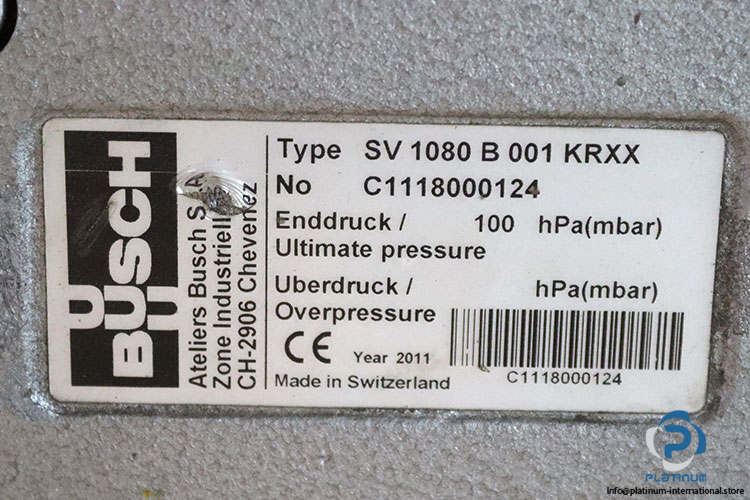 BUSCH
Ateliers Busch S.A
Zone Industrielle
CH-2906 Chevenez
Type SV 1080 B 001 KRXX
No C1118000124
Enddruck / 100 hPa(mbar)
Ultimate pressure
Uberdruck / hPa(mbar)
Overpressure
CE Year 2011
Made in Switzerland
C1118000124
PLATINUM
Info@platinum-international.store